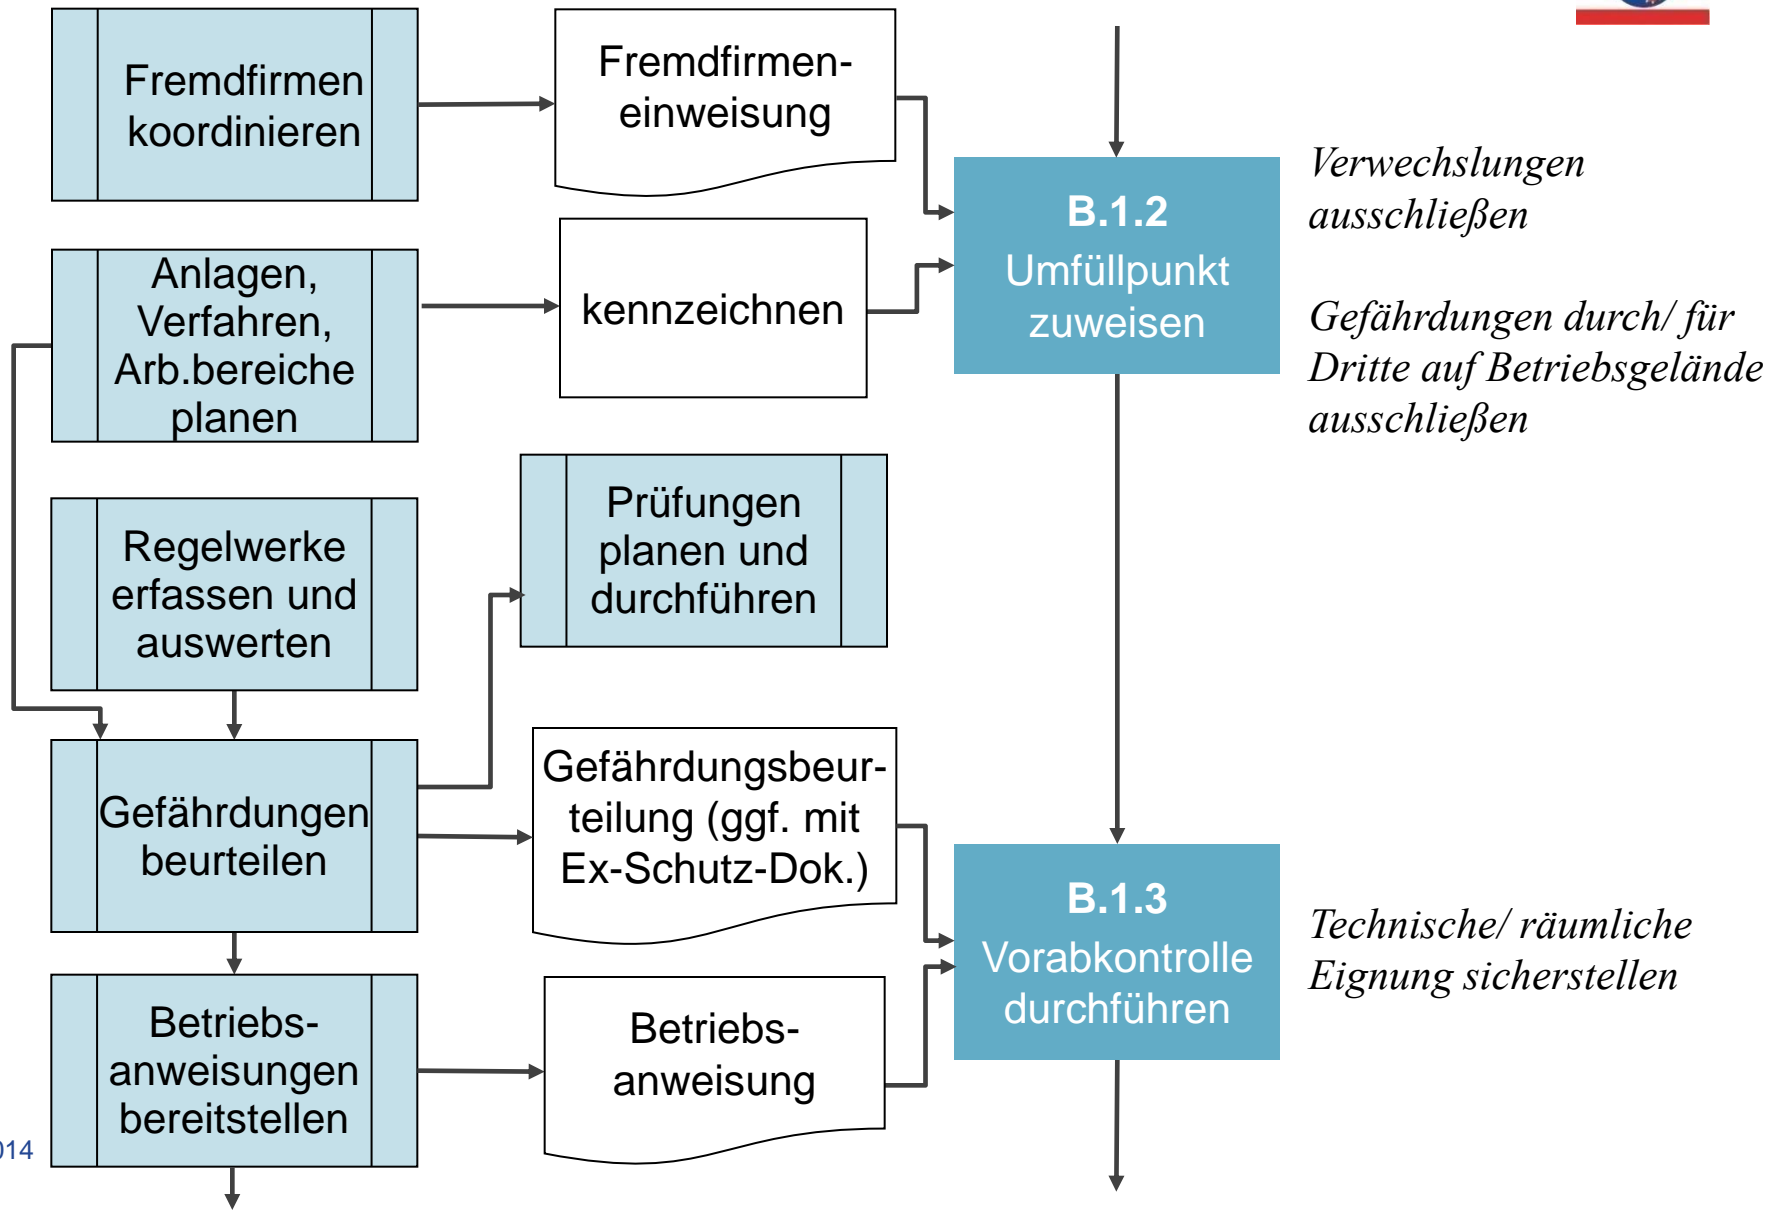 Fremdfirmen
koordinieren
Fremdfirmen-
einweisung
B.1.2
Umfüllpunkt
zuweisen
Verwechslungen
ausschließen
Gefährdungen durch/ für
Dritte auf Betriebsgelände
ausschließen
Anlagen,
Verfahren,
Arb.bereiche
planen
kennzeichnen
Regelwerke
erfassen und
auswerten
Prüfungen
planen und
durchführen
Gefährdungen
beurteilen
Gefährdungsbeur-
teilung (ggf. mit
Ex-Schutz-Dok.)
B.1.3
Vorabkontrolle
durchführen
Technische/ räumliche
Eignung sicherstellen
Betriebs-
anweisungen
bereitstellen
Betriebs-
anweisung
014